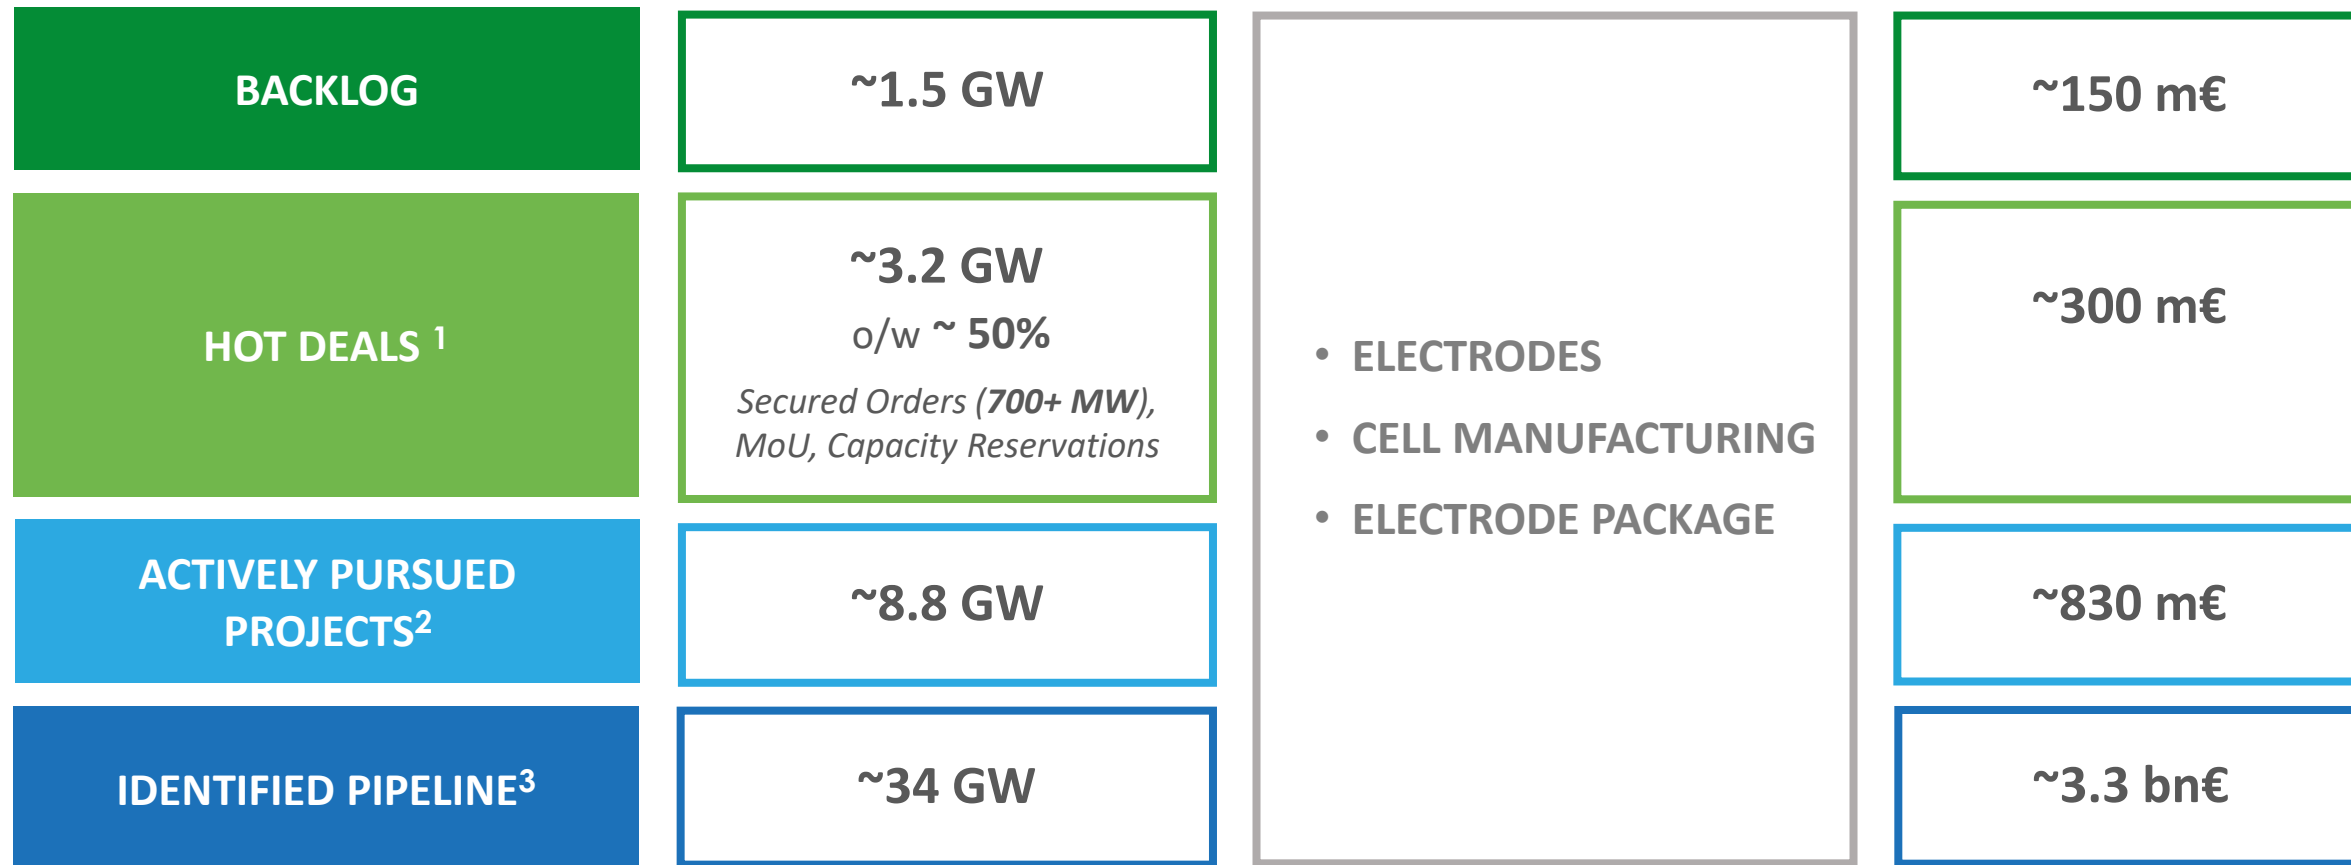 BACKLOG
~1.5 GW
~150 m€
HOT DEALS 1
~3.2 GW
o/w ~ 50%
Secured Orders (700+ MW),
MoU, Capacity Reservations
~300 m€
• ELECTRODES
• CELL MANUFACTURING
• ELECTRODE PACKAGE
ACTIVELY PURSUED
PROJECTS2
~8.8 GW
~830 m€
IDENTIFIED PIPELINE3
~34 GW
~3.3 bn€